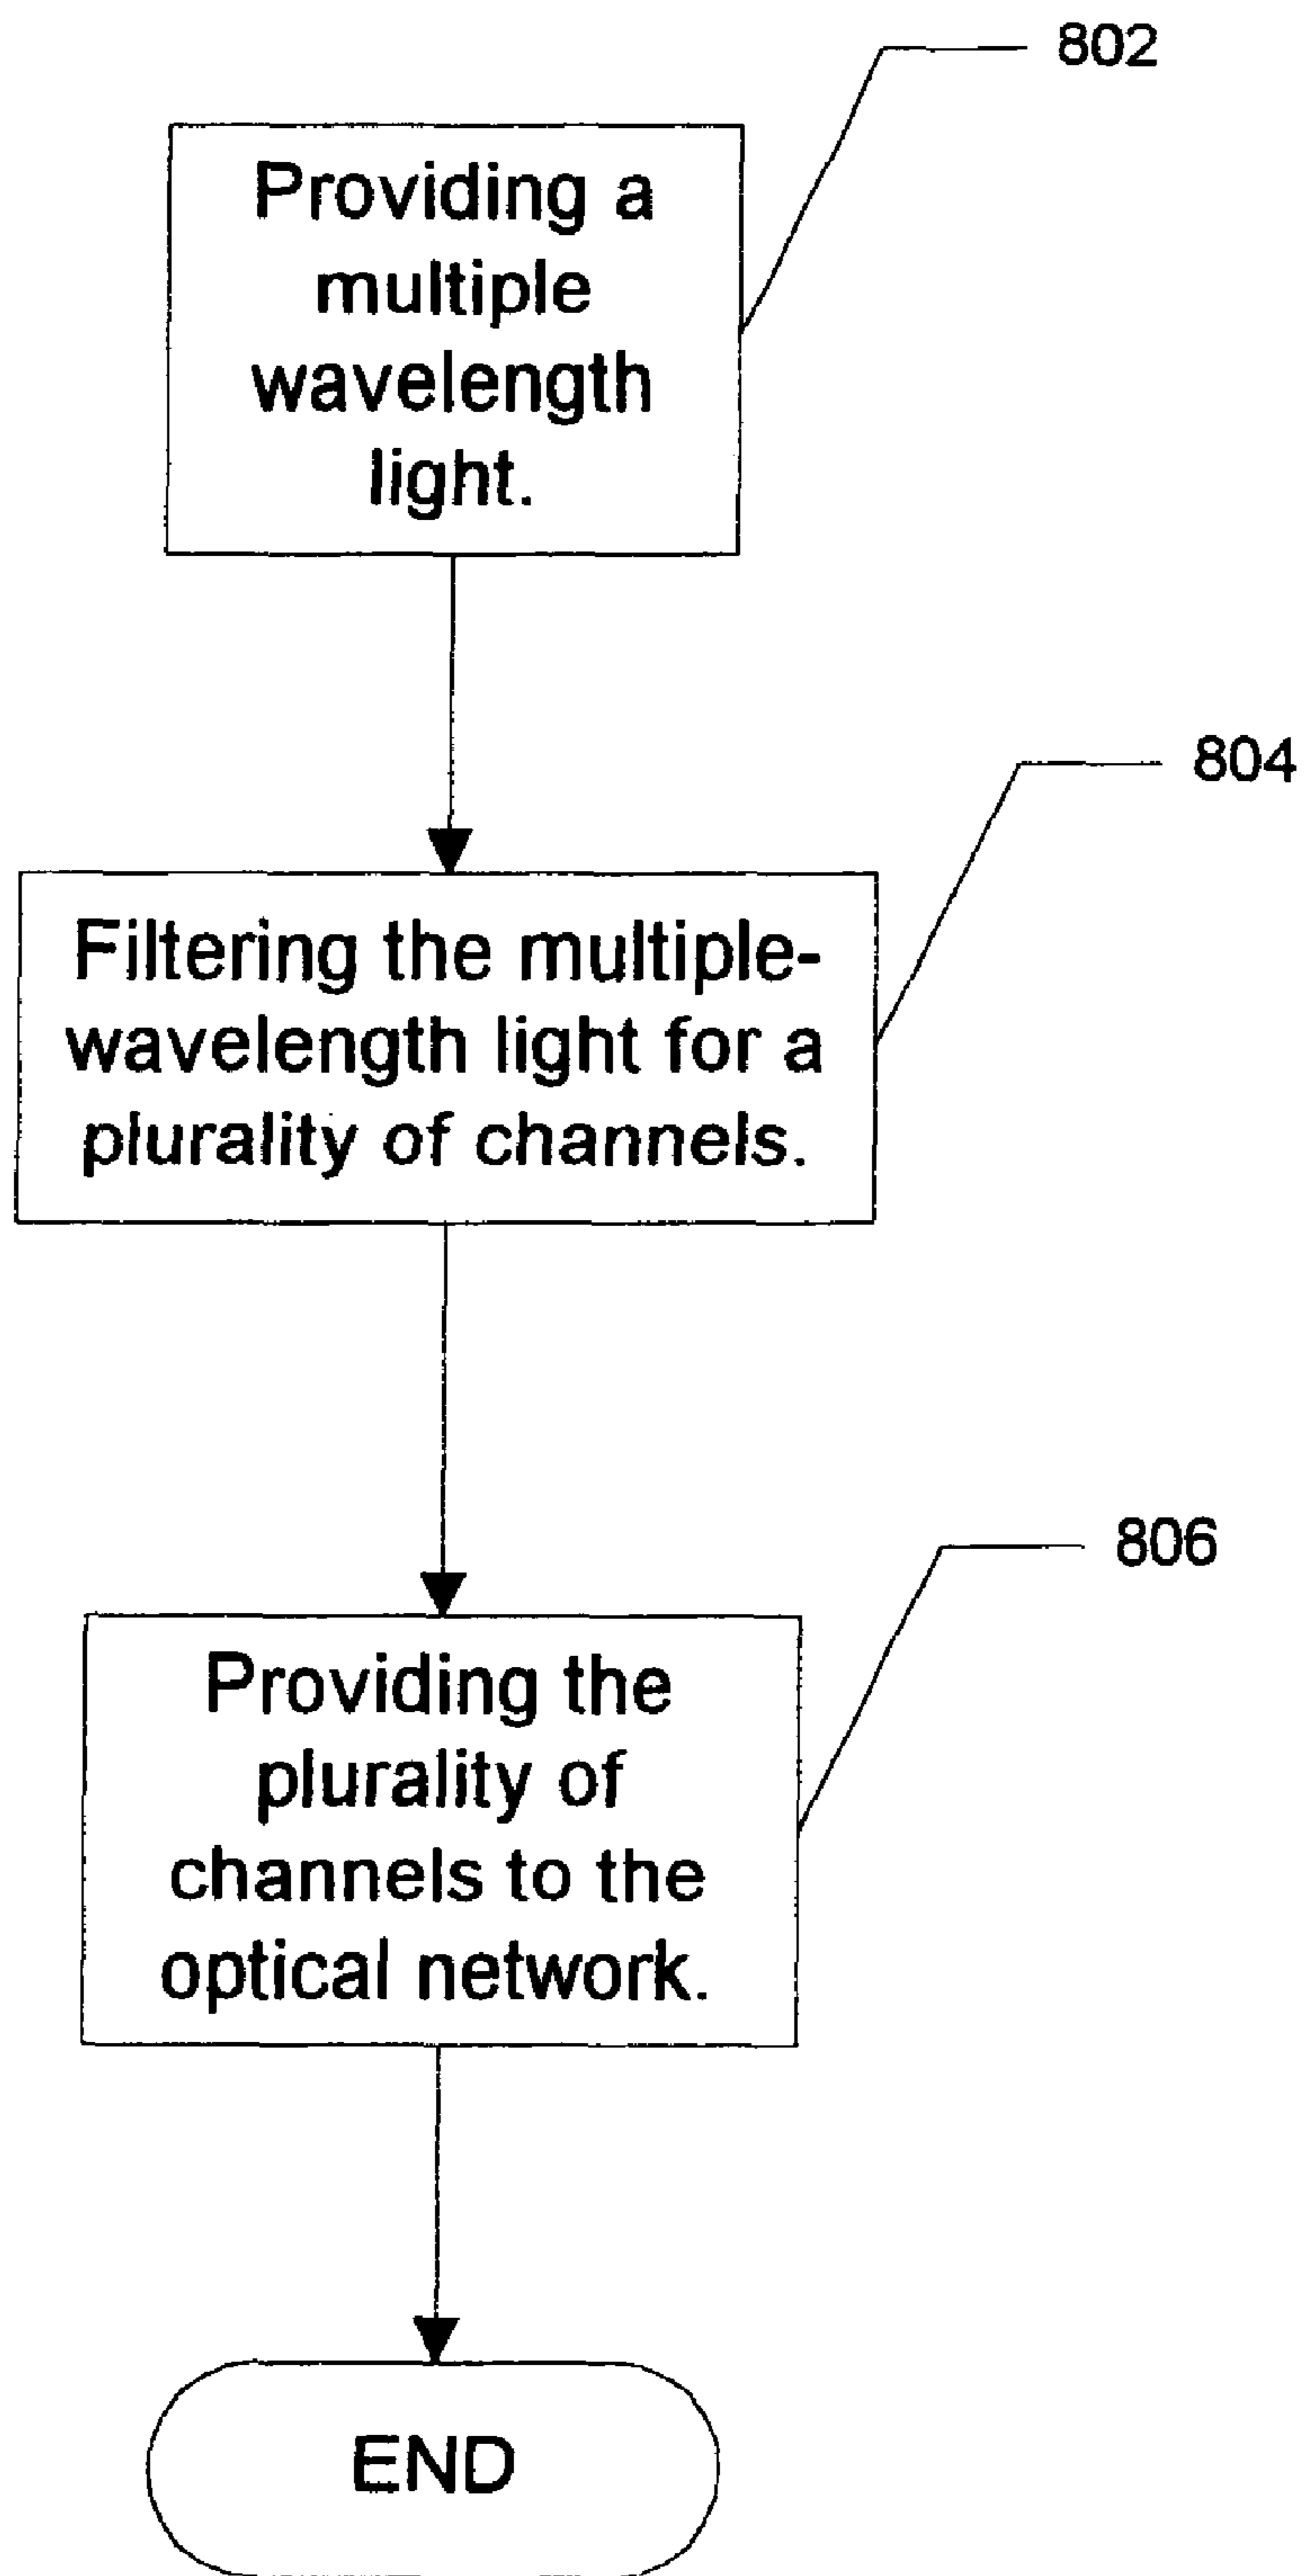 802
Providing a
multiple
wavelength
light.
804
Filtering the multiple-
wavelength light for a
plurality of channels.
806
Providing the
plurality of
channels to the
optical network.
END